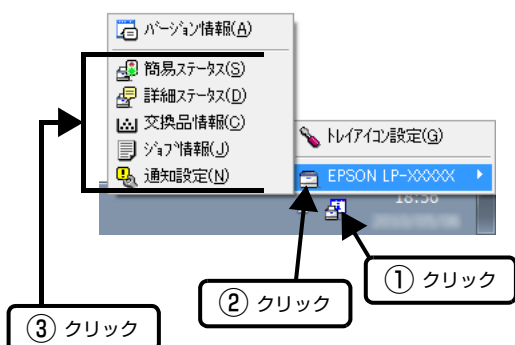 バージョン情報(A)
簡易ステータス(S)
詳細ステータス(D)
交換品情報(C)
ジョブ情報(J)
通知設定(N)
トレイアイコン設定(G)
EPSON LP-XXXXX
18:56
① クリック
② クリック
③ クリック